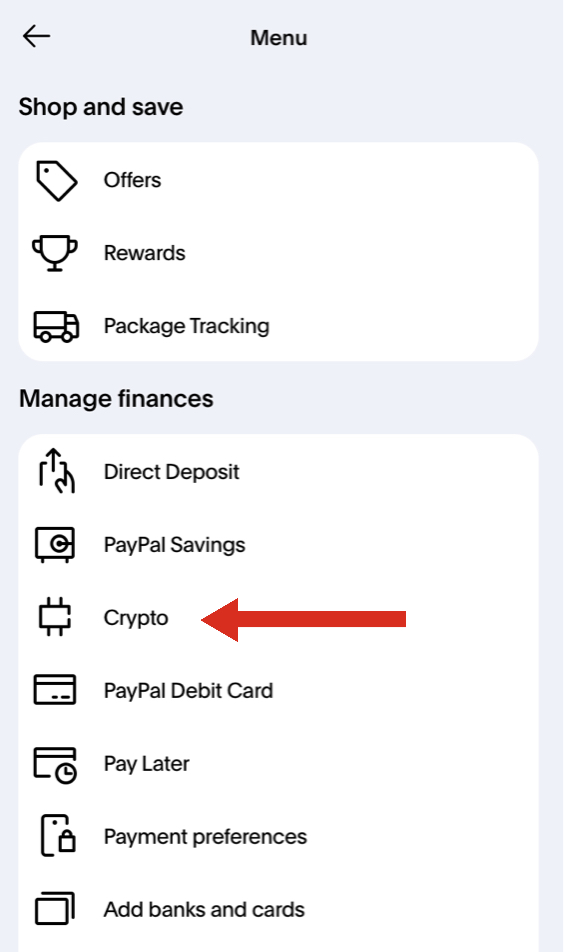 Menu
Shop and save
Offers
Rewards
Package Tracking
Manage finances
Direct Deposit
PayPal Savings
Crypto
PayPal Debit Card
Pay Later
Payment preferences
Add banks and cards